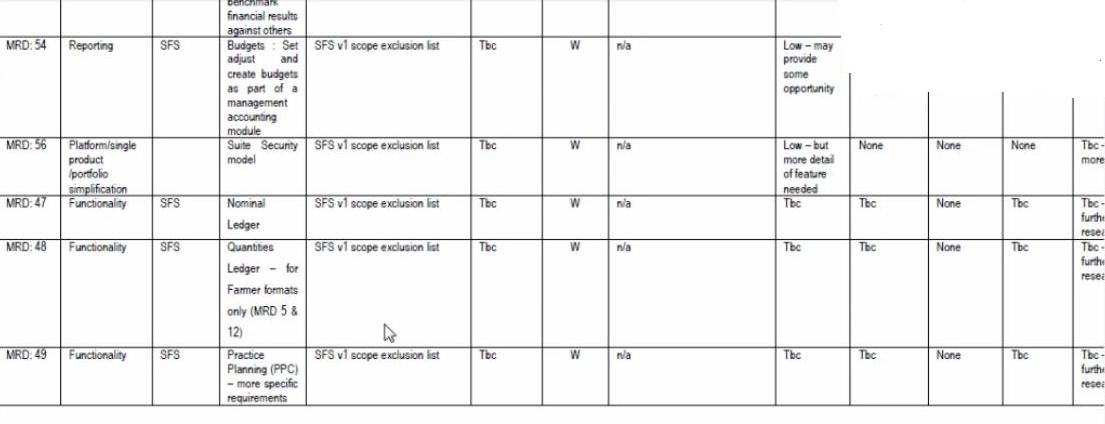 benchmark
financial results
against others
MRD: 54 Reporting SFS Budgets : Set SFS v1 scope exclusion list Tbc W n/a Low – may
adjust and provide
create budgets some
as part of a opportunity
management
accounting
module
MRD: 56 Platform/single Suite Security SFS v1 scope exclusion list Tbc W n/a Low – but None None None Tbc -
product model more detail more
/portfolio of feature
simplification needed
MRD: 47 Functionality SFS Nominal SFS v1 scope exclusion list Tbc W n/a Tbc Tbc None Tbc Tbc -
Ledger furth
resea
MRD: 48 Functionality SFS Quantities SFS v1 scope exclusion list Tbc W n/a Tbc Tbc None Tbc Tbc -
Ledger – for furth
Farmer formats resea
only (MRD 5 &
12)
MRD: 49 Functionality SFS Practice SFS v1 scope exclusion list Tbc W n/a Tbc Tbc None Tbc Tbc -
Planning (PPC) furth
– more specific resea
requirements